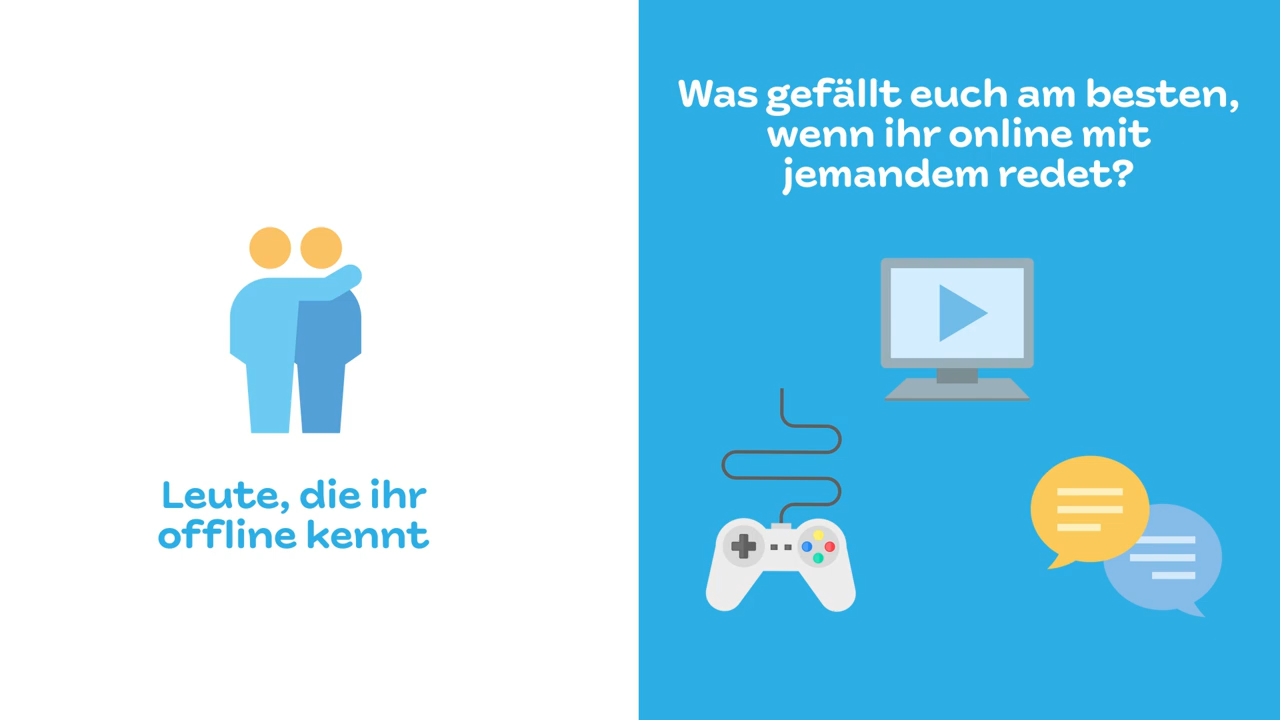 Leute, die ihr
offline kennt
Was gefällt euch am besten,
wenn ihr online mit
jemandem redet?